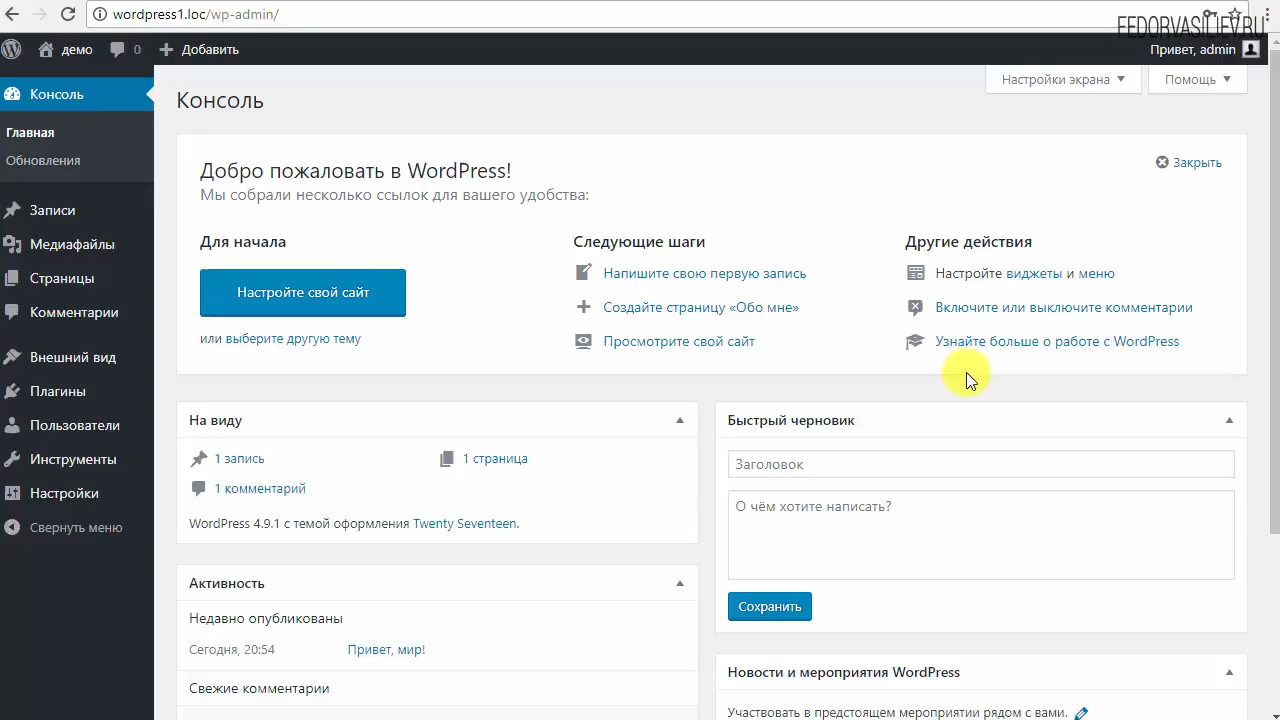 wordpress1.loc/wp-admin/
FEDORVASILIEV.RU
демо 0 Добавить Привет, admin
Настройки экрана Помощь
Консоль
Главная
Обновления
Записи
Медиафайлы
Страницы
Комментарии
Внешний вид
Плагины
Пользователи
Инструменты
Настройки
Свернуть меню
Консоль
Добро пожаловать в WordPress!
Мы собрали несколько ссылок для вашего удобства:
Закрыть
Для начала
Настройте свой сайт
или выберите другую тему
Следующие шаги
Напишите свою первую запись
Создайте страницу «Обо мне»
Просмотрите свой сайт
Другие действия
Настройте виджеты и меню
Включите или выключите комментарии
Узнайте больше о работе с WordPress
На виду
1 запись 1 страница
1 комментарий
WordPress 4.9.1 с темой оформления Twenty Seventeen.
Активность
Недавно опубликованы
Сегодня, 20:54 Привет, мир!
Свежие комментарии
Быстрый черновик
Заголовок
О чём хотите написать?
Сохранить
Новости и мероприятия WordPress
Участвовать в предстоящем мероприятии рядом с вами.